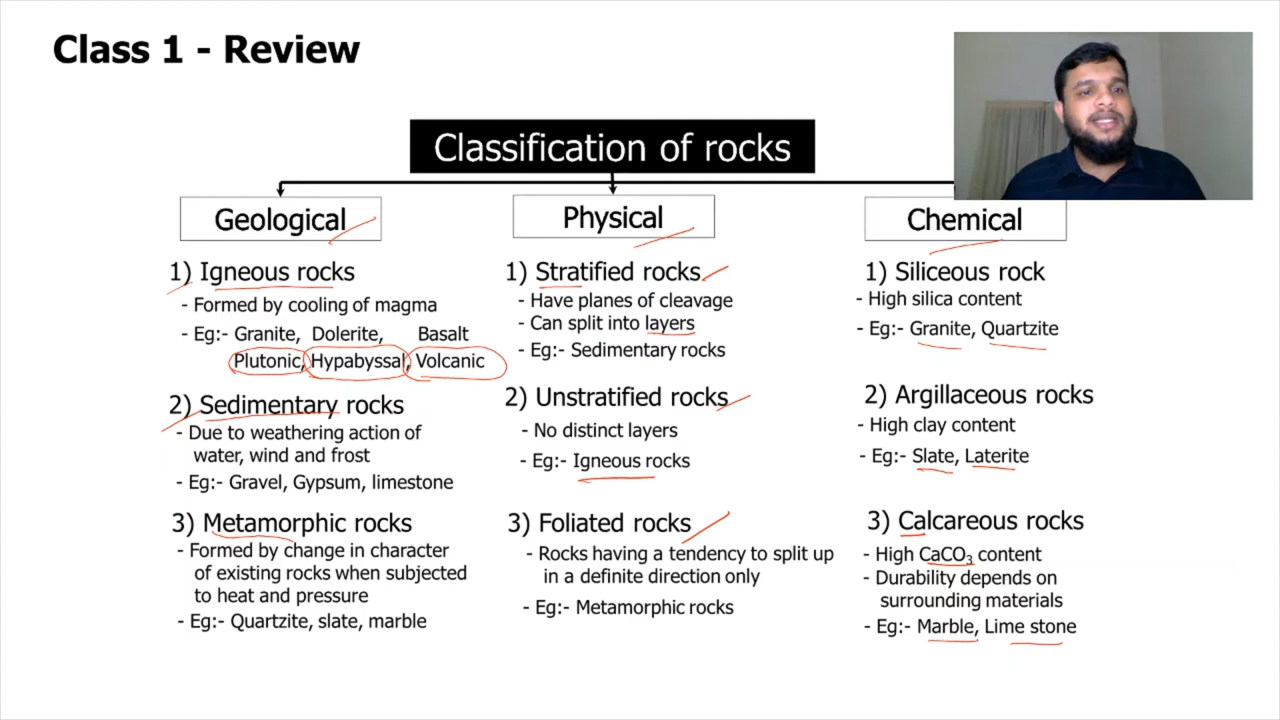 Class 1 - Review
Classification of rocks
Geological
1) Igneous rocks
- Formed by cooling of magma
- Eg:- Granite, Dolerite, Basalt
Plutonic, Hypabyssal, Volcanic
2) Sedimentary rocks
- Due to weathering action of
water, wind and frost
- Eg:- Gravel, Gypsum, limestone
3) Metamorphic rocks
- Formed by change in character
of existing rocks when subjected
to heat and pressure
- Eg:- Quartzite, slate, marble
Physical
1) Stratified rocks
- Have planes of cleavage
- Can split into layers
- Eg:- Sedimentary rocks
2) Unstratified rocks
- No distinct layers
- Eg:- Igneous rocks
3) Foliated rocks
- Rocks having a tendency to split up
in a definite direction only
- Eg:- Metamorphic rocks
Chemical
1) Siliceous rock
- High silica content
- Eg:- Granite, Quartzite
2) Argillaceous rocks
- High clay content
- Eg:- Slate, Laterite
3) Calcareous rocks
- High CaCO₃ content
- Durability depends on
surrounding materials
- Eg:- Marble, Lime stone